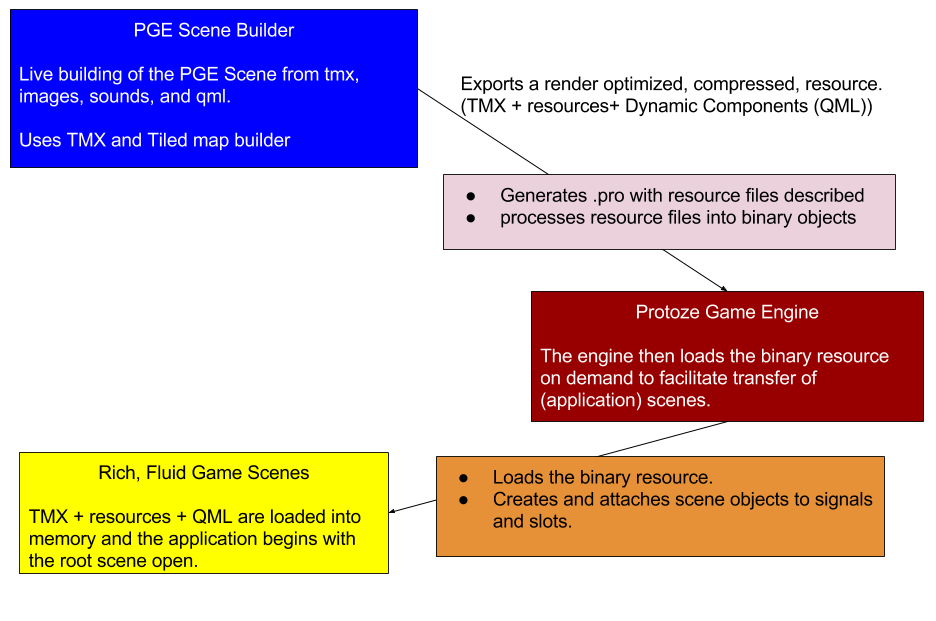 PGE Scene Builder
Live building of the PGE Scene from tmx,
images, sounds, and qml.
Uses TMX and Tiled map builder
Exports a render optimized, compressed, resource.
(TMX + resources+ Dynamic Components (QML))
● Generates .pro with resource files described
● processes resource files into binary objects
Protoze Game Engine
The engine then loads the binary resource
on demand to facilitate transfer of
(application) scenes.
● Loads the binary resource.
● Creates and attaches scene objects to signals
and slots.
Rich, Fluid Game Scenes
TMX + resources + QML are loaded into
memory and the application begins with
the root scene open.